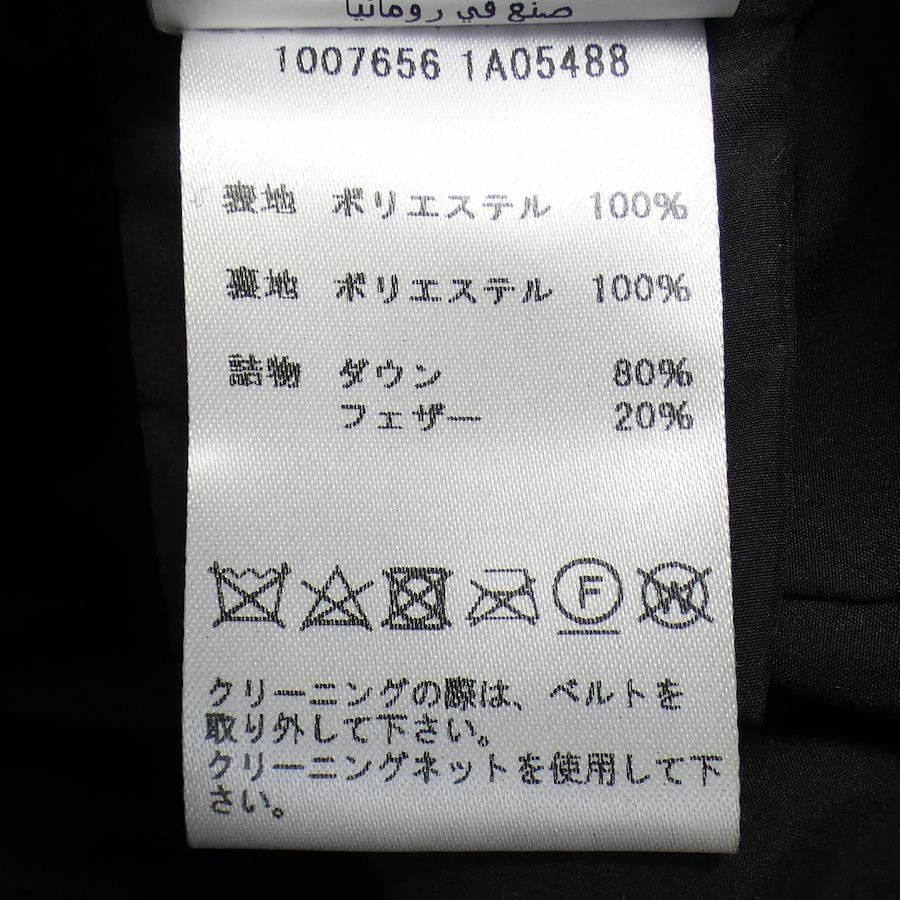 صنع في رومانيا
1007656 1A05488
表地 ポリエステル 100%
裏地 ポリエステル 100%
詰物 ダウン 80%
フェザー 20%
F W
クリーニングの際は、ベルトを
取り外して下さい。
クリーニングネットを使用して下
さい。